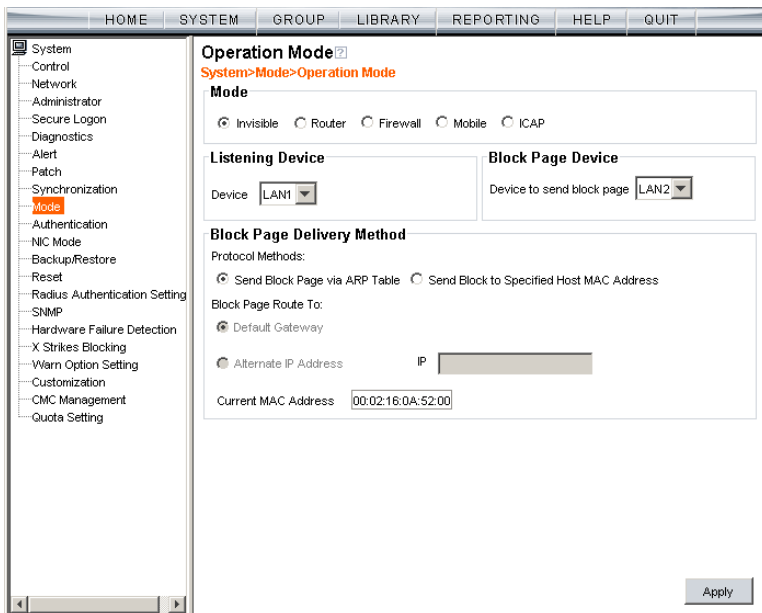 HOME SYSTEM GROUP LIBRARY REPORTING HELP QUIT
System
Control
Network
Administrator
Secure Logon
Diagnostics
Alert
Patch
Synchronization
Mode
Authentication
NIC Mode
Backup/Restore
Reset
Radius Authentication Setting
SNMP
Hardware Failure Detection
X Strikes Blocking
Warn Option Setting
Customization
CMC Management
Quota Setting
Operation Mode ?
System>Mode>Operation Mode
Mode
Invisible Router Firewall Mobile ICAP
Listening Device
Device LAN1
Block Page Device
Device to send block page LAN2
Block Page Delivery Method
Protocol Methods:
Send Block Page via ARP Table Send Block to Specified Host MAC Address
Block Page Route To:
Default Gateway
Alternate IP Address IP
Current MAC Address 00:02:16:0A:52:00
Apply